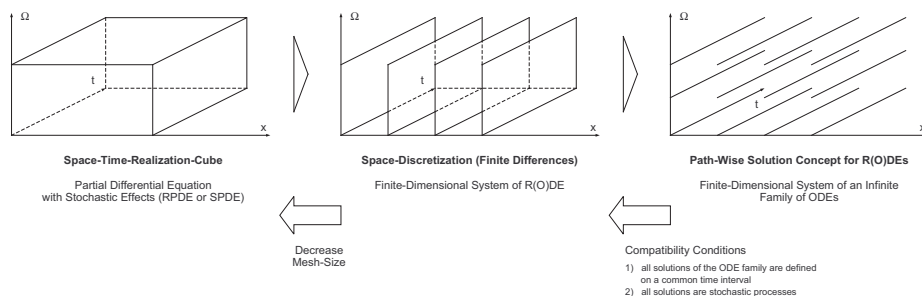 Ω
t
x
Ω
t
x
Ω
t
x
Space-Time-Realization-Cube
Partial Differential Equation
with Stochastic Effects (RPDE or SPDE)
Space-Discretization (Finite Differences)
Finite-Dimensional System of R(O)DE
Path-Wise Solution Concept for R(O)DEs
Finite-Dimensional System of an Infinite
Family of ODEs
Decrease
Mesh-Size
Compatibility Conditions
1) all solutions of the ODE family are defined
on a common time interval
2) all solutions are stochastic processes